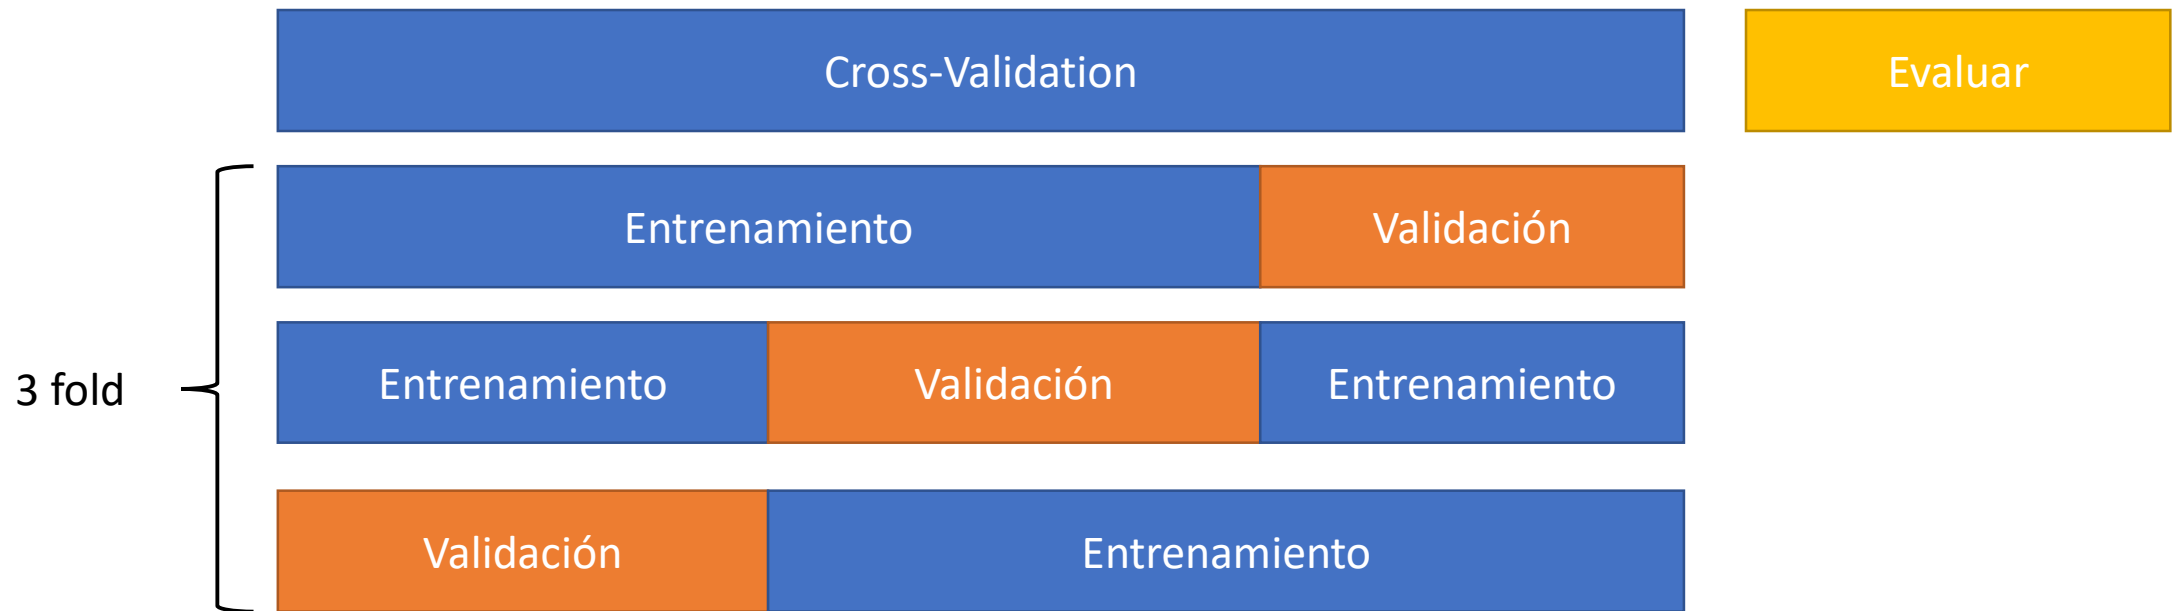 Cross-Validation
Evaluar
Entrenamiento
Validación
3 fold
Entrenamiento
Validación
Entrenamiento
Validación
Entrenamiento